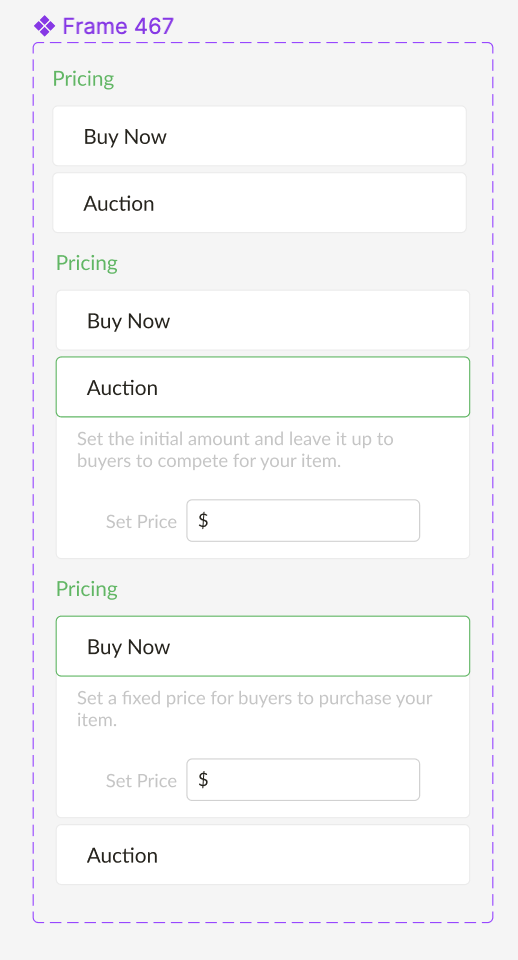 Frame 467
Pricing
Buy Now
Auction
Pricing
Buy Now
Auction
Set the initial amount and leave it up to
buyers to compete for your item.
Set Price $
Pricing
Buy Now
Set a fixed price for buyers to purchase your
item.
Set Price $
Auction